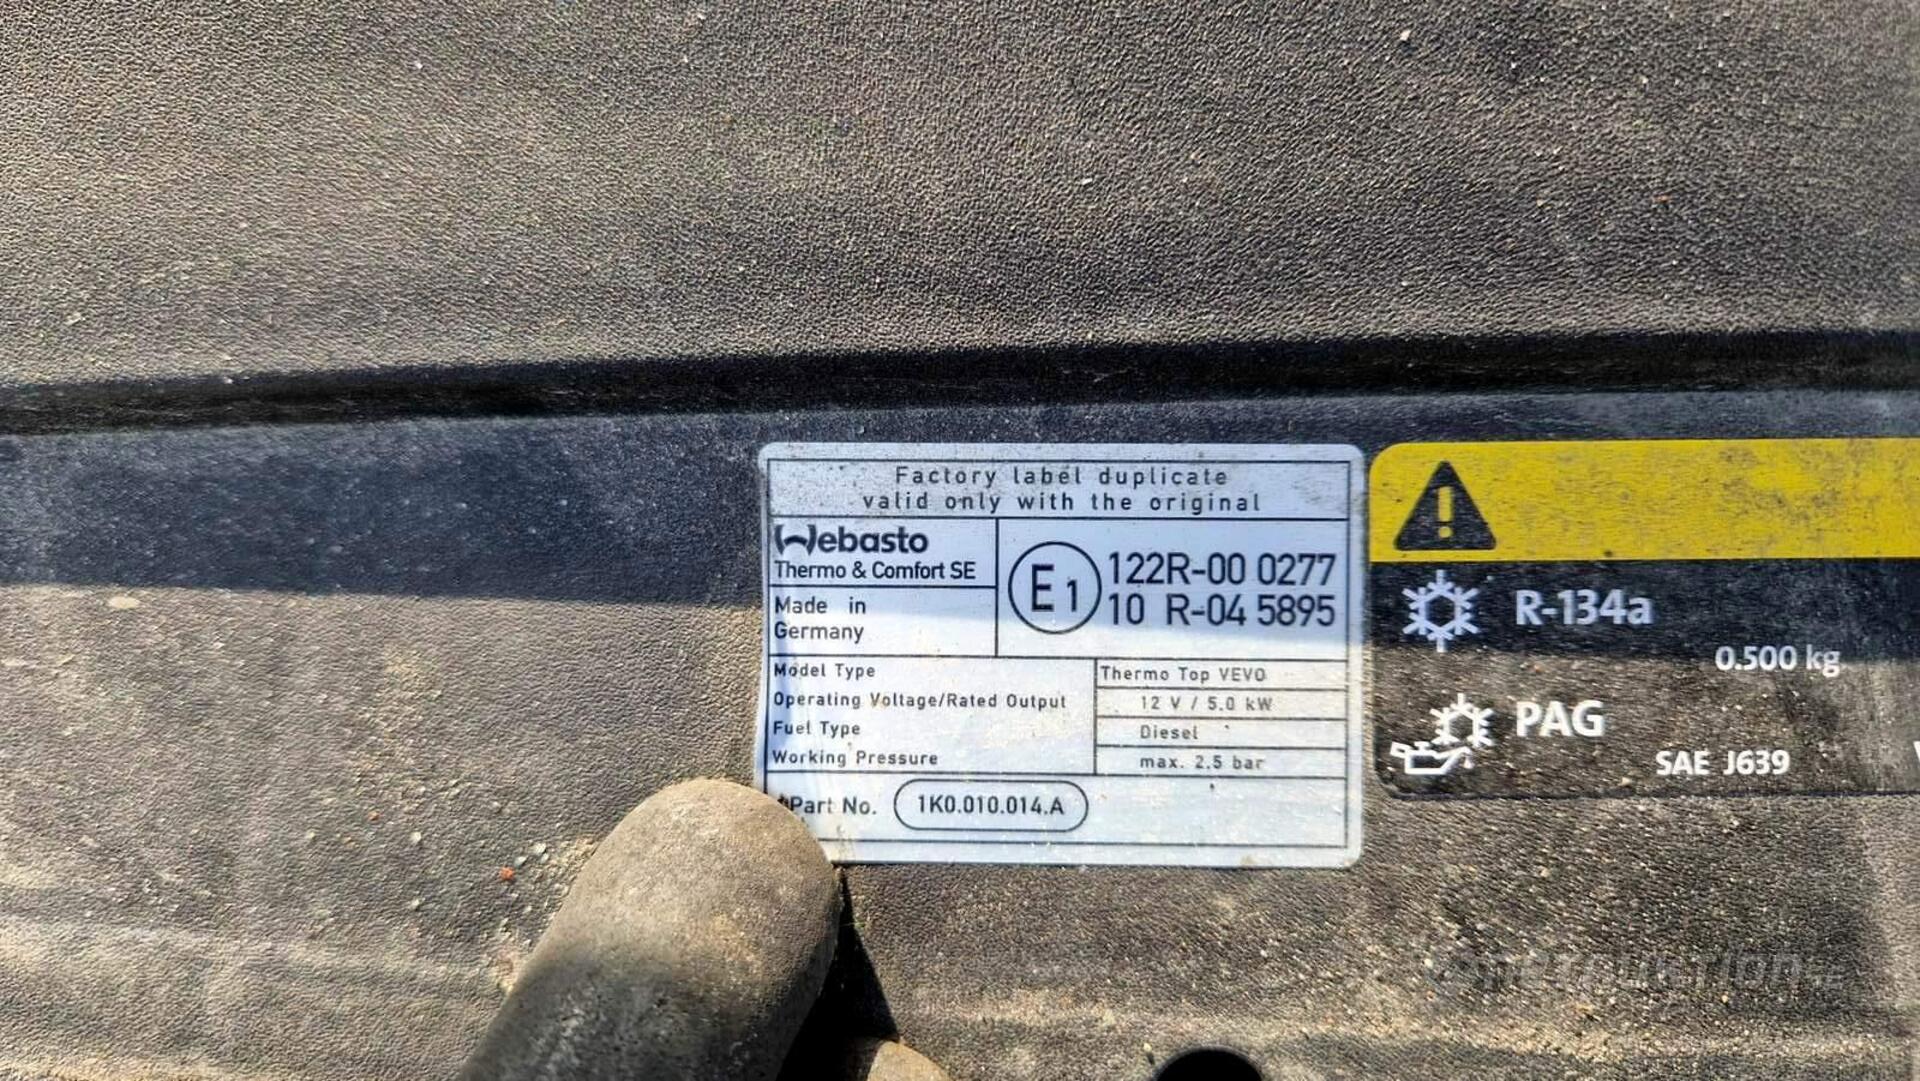 Factory label duplicate
valid only with the original
Webasto
Thermo & Comfort SE
Made in
Germany
E1
122R-00 0277
10 R-04 5895
Model Type Thermo Top VEVO
Operating Voltage/Rated Output 12 V / 5.0 kW
Fuel Type Diesel
Working Pressure max. 2.5 bar
Part No. 1K0.010.014.A
R-134a
0.500 kg
PAG
SAE J639